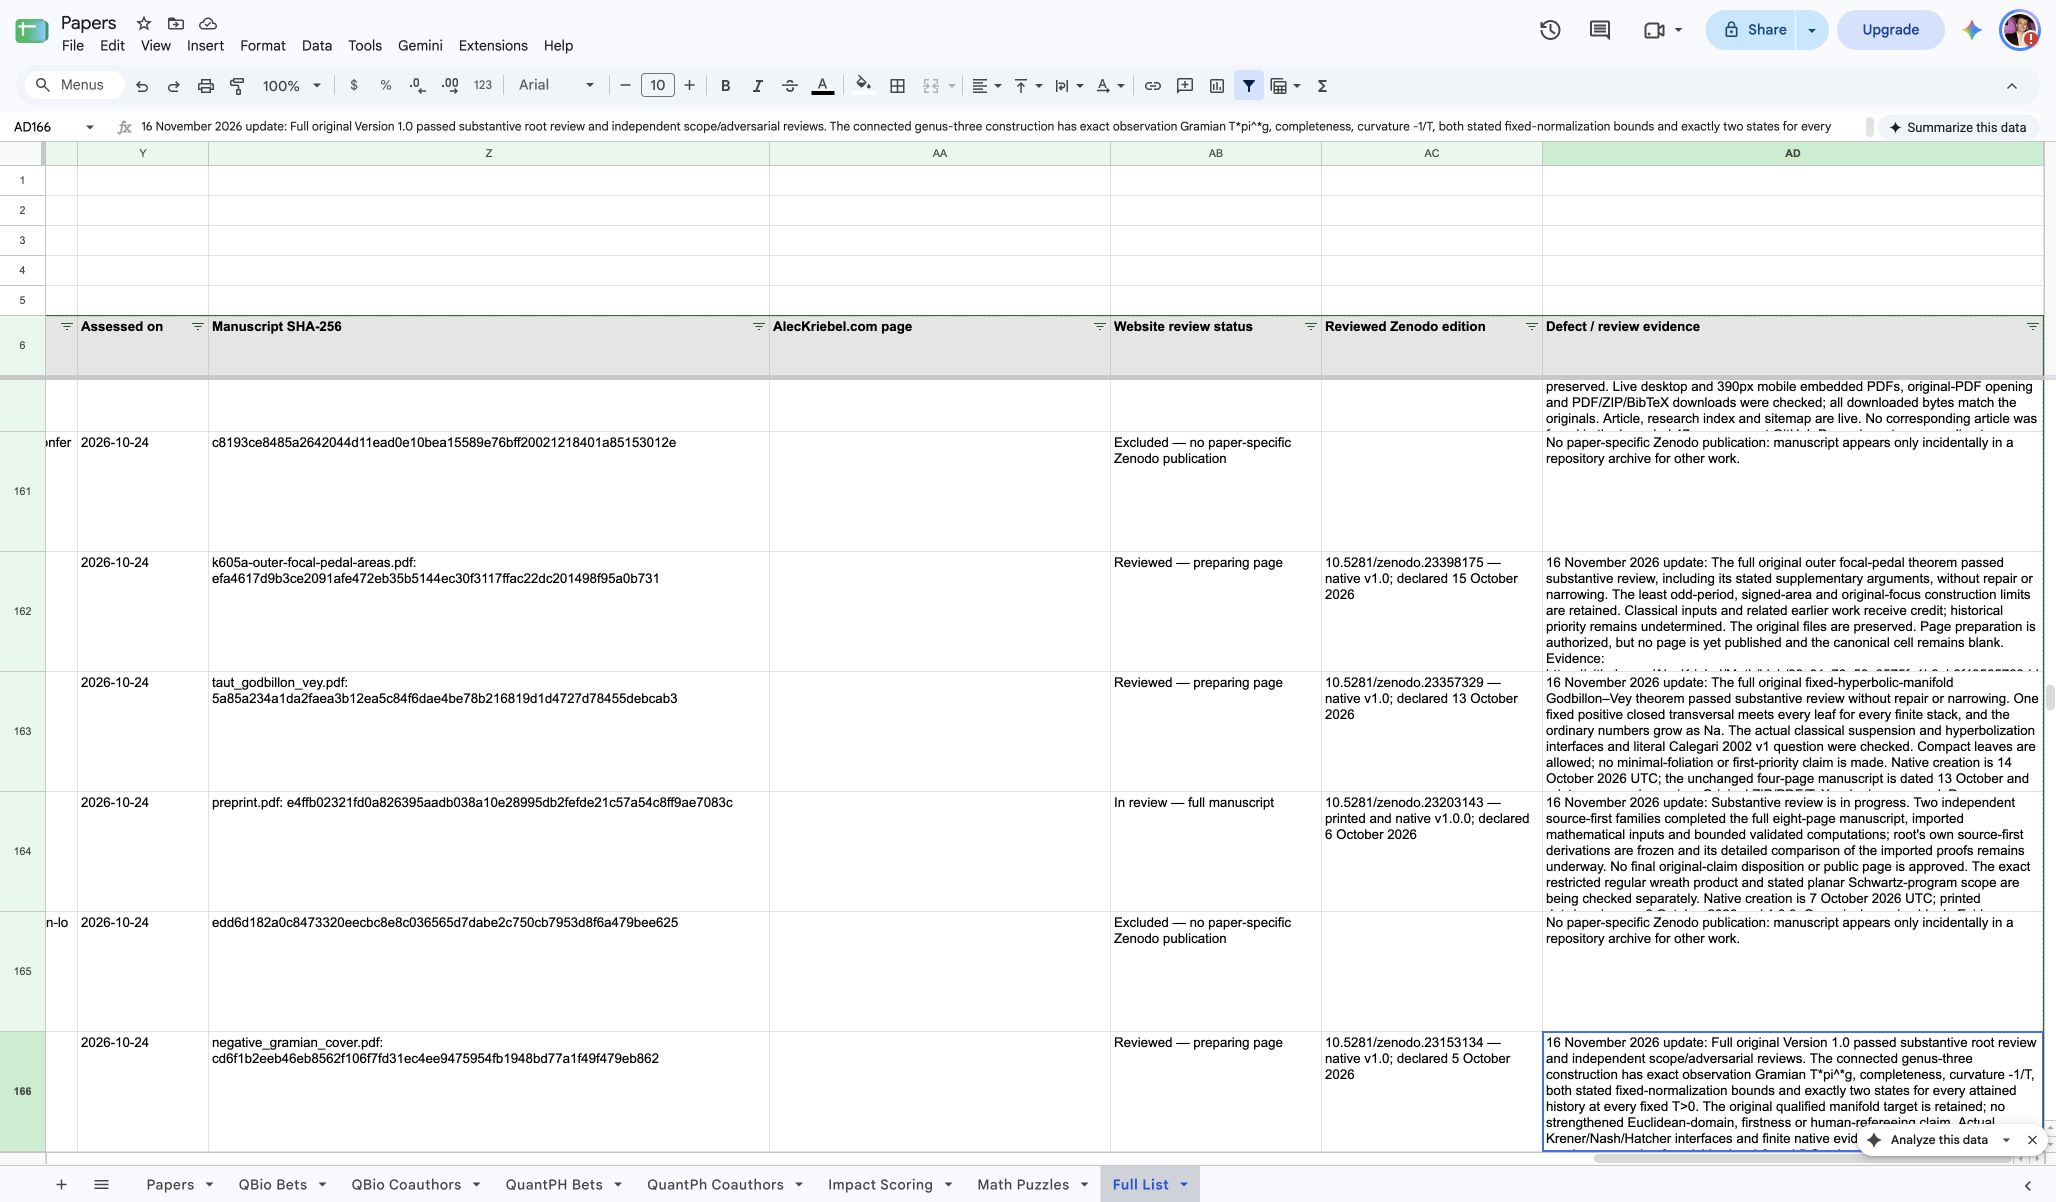 Papers
File Edit View Insert Format Data Tools Gemini Extensions Help
Share
Upgrade
Menus
100%
$ % .0 .00 123
Arial
10
B I A
AD166
16 November 2026 update: Full original Version 1.0 passed substantive root review and independent scope/adversarial reviews. The connected genus-three construction has exact observation Gramian T*pi^*g, completeness, curvature -1/T, both stated fixed-normalization bounds and exactly two states for every
Summarize this data
Y Z AA AB AC AD
1
2
3
4
5
6
Assessed on
Manuscript SHA-256
AlecKriebel.com page
Website review status
Reviewed Zenodo edition
Defect / review evidence
preserved. Live desktop and 390px mobile embedded PDFs, original-PDF opening
and PDF/ZIP/BibTeX downloads were checked; all downloaded bytes match the
originals. Article, research index and sitemap are live. No corresponding article was
161
onfer
2026-10-24
c8193ce8485a2642044d11ead0e10bea15589e76bff20021218401a85153012e
Excluded — no paper-specific
Zenodo publication
No paper-specific Zenodo publication: manuscript appears only incidentally in a
repository archive for other work.
162
2026-10-24
k605a-outer-focal-pedal-areas.pdf:
efa4617d9b3ce2091afe472eb35b5144ec30f3117ffac22dc201498f95a0b731
Reviewed — preparing page
10.5281/zenodo.23398175 —
native v1.0; declared 15 October
2026
16 November 2026 update: The full original outer focal-pedal theorem passed
substantive review, including its stated supplementary arguments, without repair or
narrowing. The least odd-period, signed-area and original-focus construction limits
are retained. Classical inputs and related earlier work receive credit; historical
priority remains undetermined. The original files are preserved. Page preparation is
authorized, but no page is yet published and the canonical cell remains blank.
Evidence:
163
2026-10-24
taut_godbillon_vey.pdf:
5a85a234a1da2faea3b12ea5c84f6dae4be78b216819d1d4727d78455debcab3
Reviewed — preparing page
10.5281/zenodo.23357329 —
native v1.0; declared 13 October
2026
16 November 2026 update: The full original fixed-hyperbolic-manifold
Godbillon–Vey theorem passed substantive review without repair or narrowing. One
fixed positive closed transversal meets every leaf for every finite stack, and the
ordinary numbers grow as Na. The actual classical suspension and hyperbolization
interfaces and literal Calegari 2002 v1 question were checked. Compact leaves are
allowed; no minimal-foliation or first-priority claim is made. Native creation is 14
October 2026 UTC; the unchanged four-page manuscript is dated 13 October and
164
2026-10-24
preprint.pdf: e4ffb02321fd0a826395aadb038a10e28995db2fefde21c57a54c8ff9ae7083c
In review — full manuscript
10.5281/zenodo.23203143 —
printed and native v1.0.0; declared
6 October 2026
16 November 2026 update: Substantive review is in progress. Two independent
source-first families completed the full eight-page manuscript, imported
mathematical inputs and bounded validated computations; root's own source-first
derivations are frozen and its detailed comparison of the imported proofs remains
underway. No final original-claim disposition or public page is approved. The exact
restricted regular wreath product and stated planar Schwartz-program scope are
being checked separately. Native creation is 7 October 2026 UTC; printed
165
n-lo
2026-10-24
edd6d182a0c8473320eecbc8e8c036565d7dabe2c750cb7953d8f6a479bee625
Excluded — no paper-specific
Zenodo publication
No paper-specific Zenodo publication: manuscript appears only incidentally in a
repository archive for other work.
166
2026-10-24
negative_gramian_cover.pdf:
cd6f1b2eeb46eb8562f106f7fd31ec4ee9475954fb1948bd77a1f49f479eb862
Reviewed — preparing page
10.5281/zenodo.23153134 —
native v1.0; declared 5 October
2026
16 November 2026 update: Full original Version 1.0 passed substantive root review
and independent scope/adversarial reviews. The connected genus-three
construction has exact observation Gramian T*pi^*g, completeness, curvature -1/T,
both stated fixed-normalization bounds and exactly two states for every attained
history at every fixed T>0. The original qualified manifold target is retained; no
strengthened Euclidean-domain, firstness or human-refereeing claim. Actual
Krener/Nash/Hatcher interfaces and finite native evid
Analyze this data
Papers QBio Bets QBio Coauthors QuantPH Bets QuantPh Coauthors Impact Scoring Math Puzzles Full List